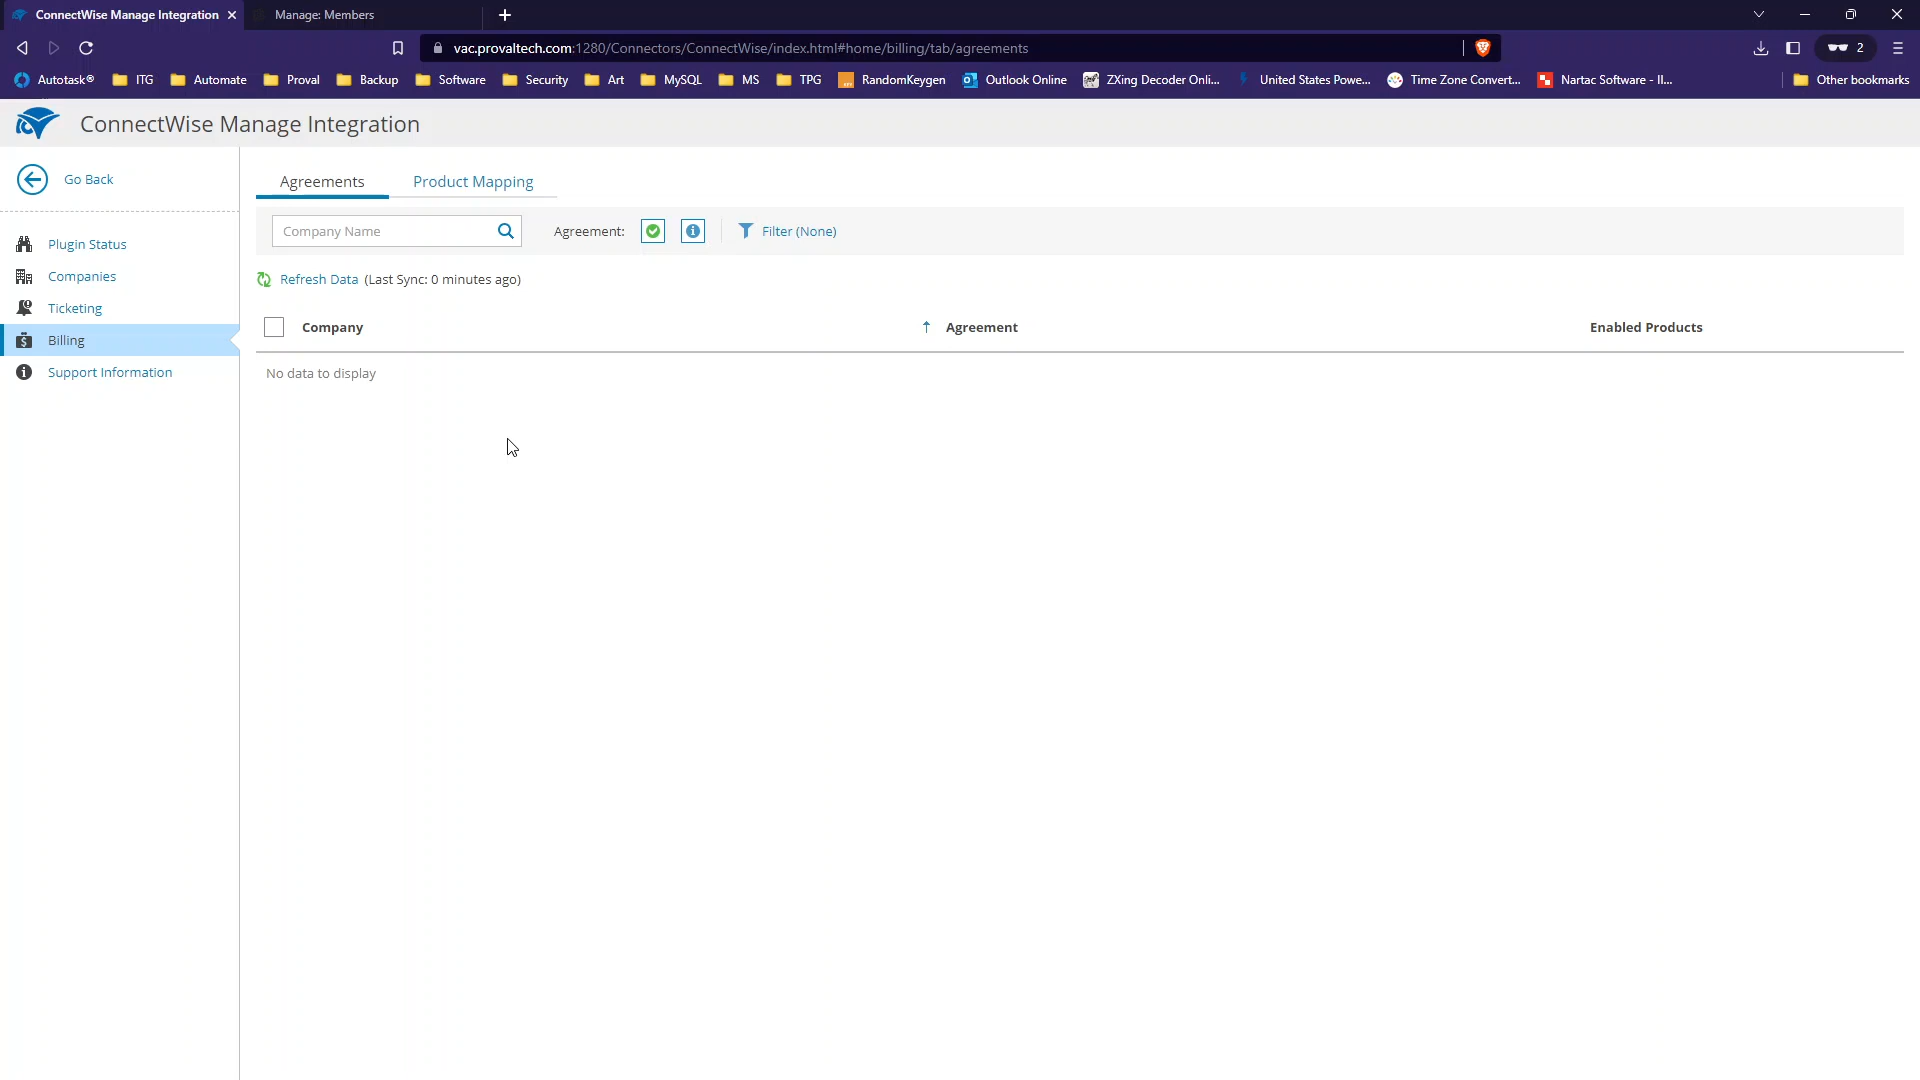 ConnectWise Manage Integration
Manage: Members
vac.provaltech.com:1280/Connectors/ConnectWise/index.html#home/billing/tab/agreements
2
Autotask® ITG Automate Proval Backup Software Security Art MySQL MS TPG RandomKeygen Outlook Online ZXing Decoder Onli... United States Powe... Time Zone Convert... Nartac Software - II... Other bookmarks
ConnectWise Manage Integration
Go Back
Plugin Status
Companies
Ticketing
Billing
Support Information
Agreements Product Mapping
Company Name Agreement: Filter (None)
Refresh Data (Last Sync: 0 minutes ago)
Company Agreement Enabled Products
No data to display